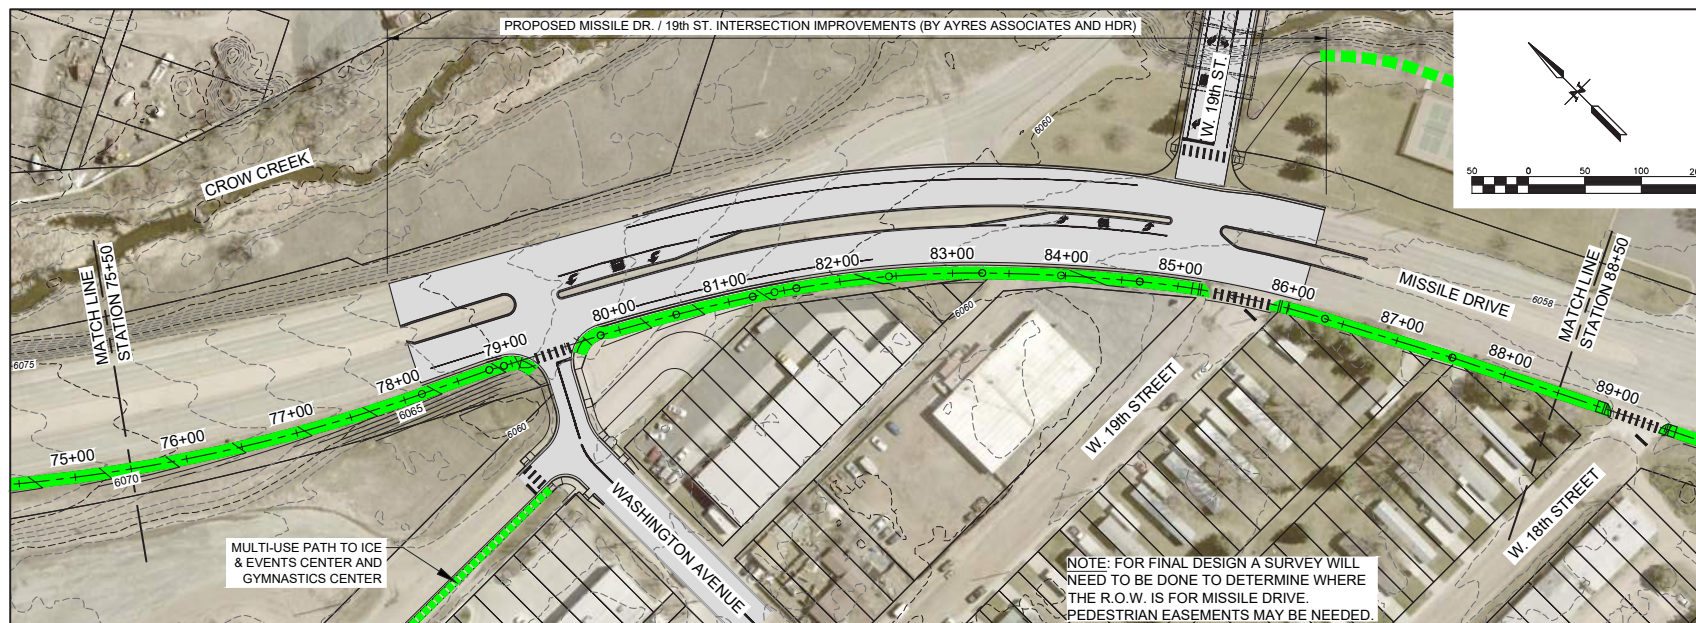 PROPOSED MISSILE DR. / 19th ST. INTERSECTION IMPROVEMENTS (BY AYRES ASSOCIATES AND HDR)
W. 19th ST.
6060
CROW CREEK
N
50 0 50 100
MATCH LINE
STATION 75+50
MATCH LINE
STATION 88+50
MISSILE DRIVE
6058
6075
75+00
76+00
77+00
78+00
79+00
80+00
81+00
82+00
83+00
84+00
85+00
86+00
87+00
88+00
89+00
6070
6065
6060
6060
6060
W. 19th STREET
W. 18th STREET
WASHINGTON AVENUE
MULTI-USE PATH TO ICE
& EVENTS CENTER AND
GYMNASTICS CENTER
NOTE: FOR FINAL DESIGN A SURVEY WILL
NEED TO BE DONE TO DETERMINE WHERE
THE R.O.W. IS FOR MISSILE DRIVE.
PEDESTRIAN EASEMENTS MAY BE NEEDED.